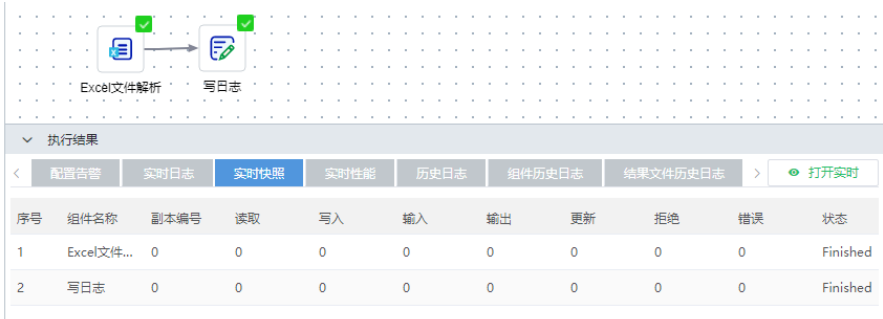 Excel文件解析 写日志
执行结果
配置告警 实时日志 实时快照 实时性能 历史日志 组件历史日志 结果文件历史日志 打开实时
序号 组件名称 副本编号 读取 写入 输入 输出 更新 拒绝 错误 状态
1 Excel文件... 0 0 0 0 0 0 0 0 Finished
2 写日志 0 0 0 0 0 0 0 0 Finished